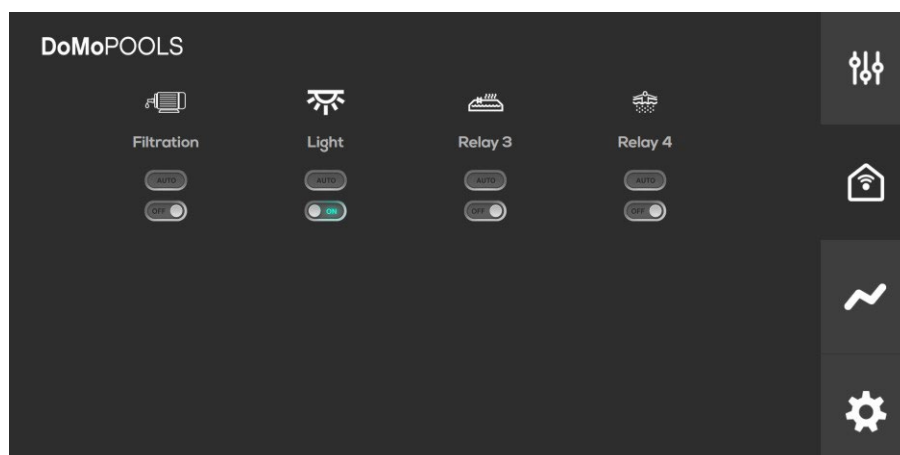 DoMoPOOLS
Filtration Light Relay 3 Relay 4
AUTO AUTO AUTO AUTO
OFF ON OFF OFF